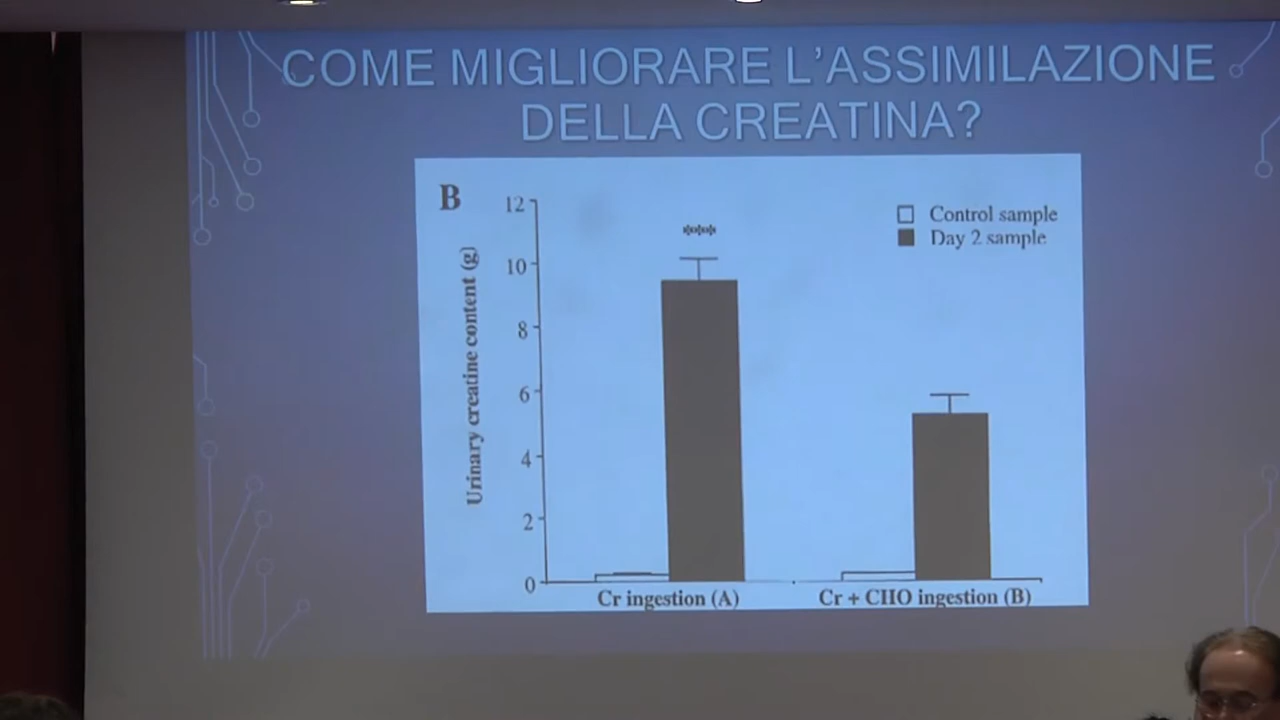 COME MIGLIORARE L'ASSIMILAZIONE
DELLA CREATINA?
B
12
10
8
6
4
2
0
Urinary creatine content (g)
***
Control sample
Day 2 sample
Cr ingestion (A)
Cr + CHO ingestion (B)